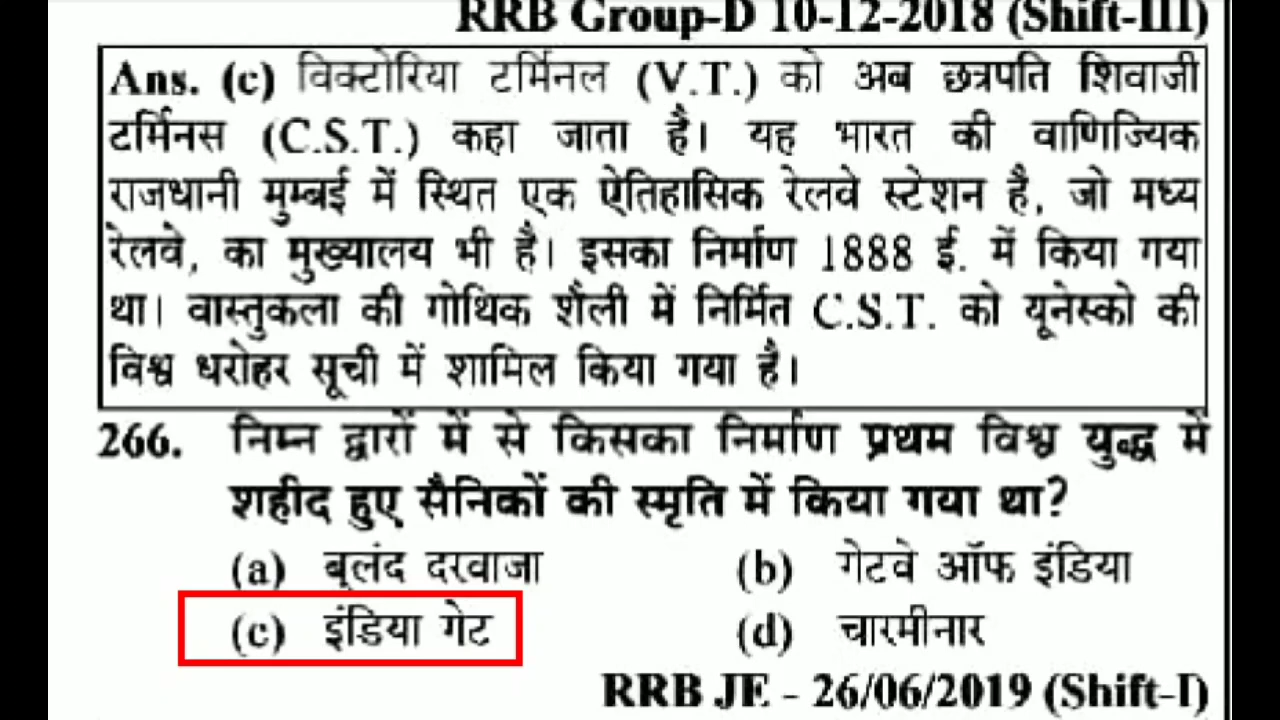 RRB Group-D 10-12-2018 (Shift-III)
Ans. (c) विक्टोरिया टर्मिनल (V.T.) को अब छत्रपति शिवाजी
टर्मिनस (C.S.T.) कहा जाता है। यह भारत की वाणिज्यिक
राजधानी मुम्बई में स्थित एक ऐतिहासिक रेलवे स्टेशन है, जो मध्य
रेलवे, का मुख्यालय भी है। इसका निर्माण 1888 ई. में किया गया
था। वास्तुकला की गोथिक शैली में निर्मित C.S.T. को यूनेस्को की
विश्व धरोहर सूची में शामिल किया गया है।
266. निम्न द्वारों में से किसका निर्माण प्रथम विश्व युद्ध में
शहीद हुए सैनिकों की स्मृति में किया गया था?
(a) बुलंद दरवाजा (b) गेटवे ऑफ इंडिया
(c) इंडिया गेट (d) चारमीनार
RRB JE - 26/06/2019 (Shift-I)